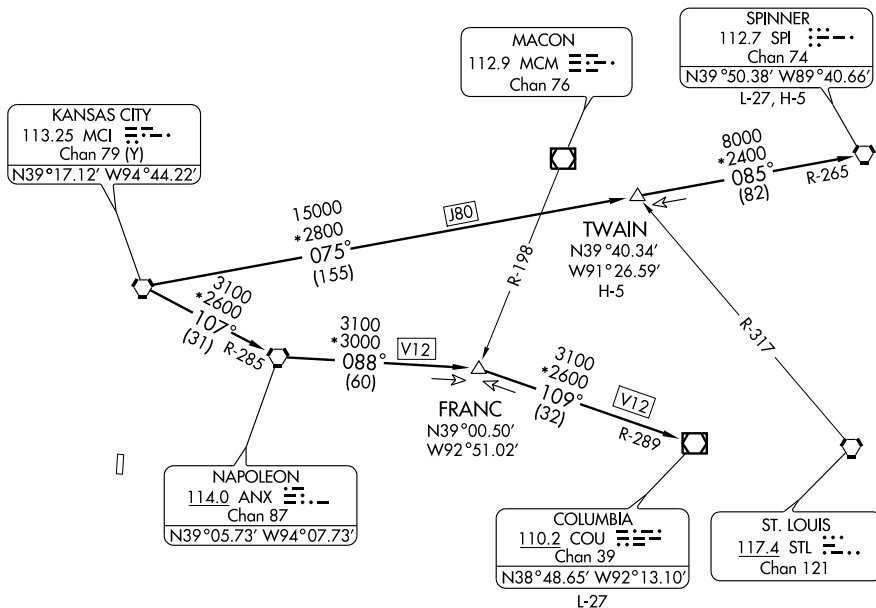 SPINNER
112.7 SPI
Chan 74
N39°50.38' W89°40.66'
L-27, H-5
MACON
112.9 MCM
Chan 76
KANSAS CITY
113.25 MCI
Chan 79 (Y)
N39°17.12' W94°44.22'
8000
*2400
085°
(82)
R-265
15000
*2800
075°
(155)
J80
TWAIN
N39°40.34'
W91°26.59'
H-5
R-198
R-317
3100
*2600
107°
(31)
R-285
3100
*3000
088°
(60)
V12
FRANC
N39°00.50'
W92°51.02'
3100
*2600
109°
(32)
V12
R-289
NAPOLEON
114.0 ANX
Chan 87
N39°05.73' W94°07.73'
COLUMBIA
110.2 COU
Chan 39
N38°48.65' W92°13.10'
L-27
ST. LOUIS
117.4 STL
Chan 121